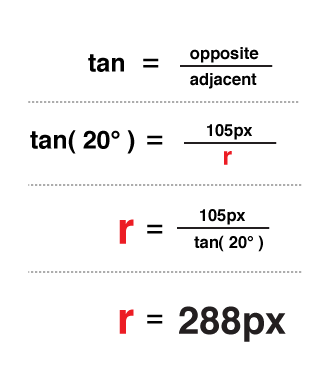 tan = opposite
adjacent
tan( 20° ) = 105px
r
r = 105px
tan( 20° )
r = 288px